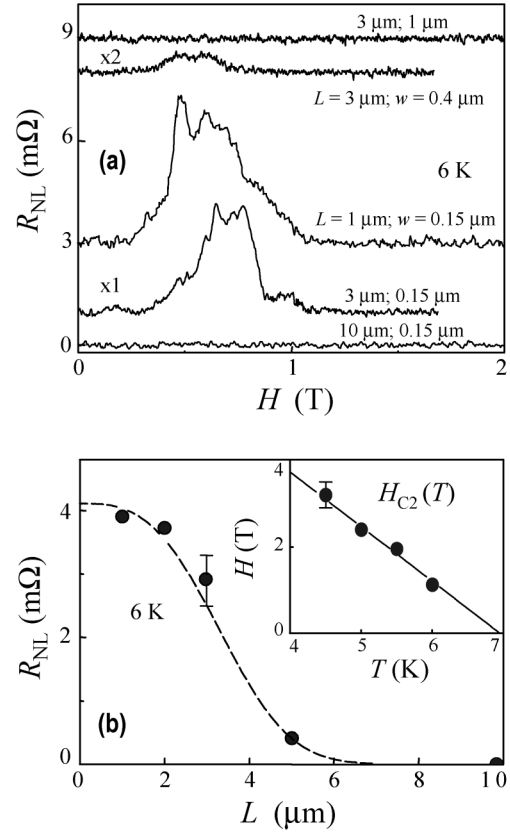 9
3 μm; 1 μm
x2
L = 3 μm; w = 0.4 μm
6
(a)
6 K
R_NL (mΩ)
L = 1 μm; w = 0.15 μm
3
x1
3 μm; 0.15 μm
10 μm; 0.15 μm
0
0 1 2
H (T)
4
H_C2 (T)
H (T)
2
0
4 5 6 7
T (K)
4
6 K
R_NL (mΩ)
2
(b)
0
0 2 4 6 8 10
L (μm)